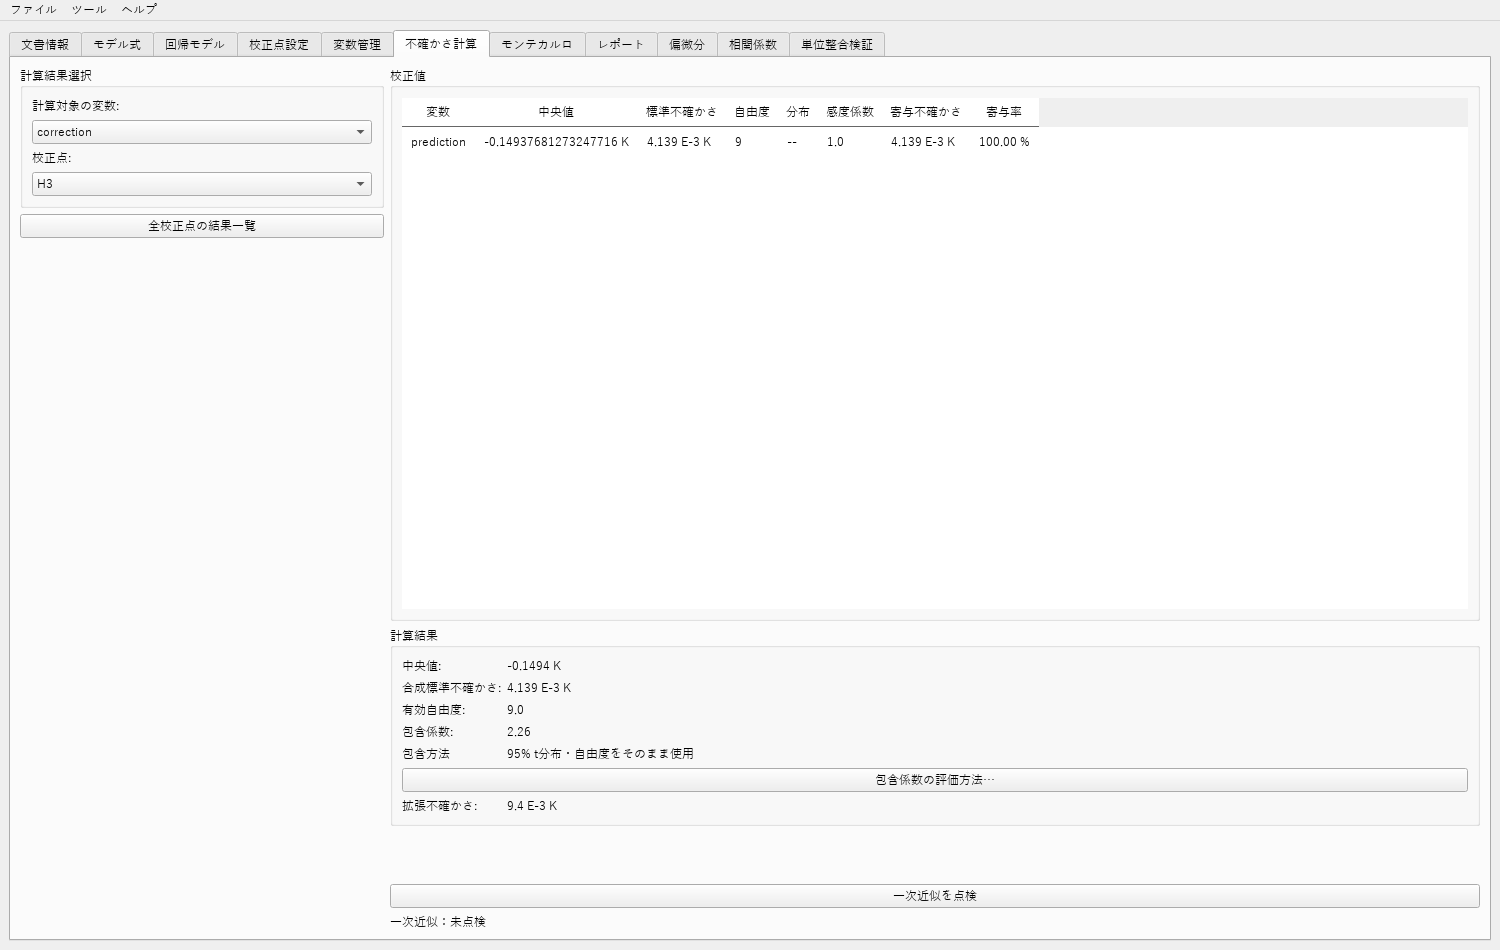 ファイル ツール ヘルプ
文書情報 モデル式 回帰モデル 校正点設定 変数管理 不確かさ計算 モンテカルロ レポート 偏微分 相関係数 単位整合検証
計算結果選択
計算対象の変数:
correction
校正点:
H3
全校正点の結果一覧
校正値
変数 中央値 標準不確かさ 自由度 分布 感度係数 寄与不確かさ 寄与率
prediction -0.14937681273247716 K 4.139 E-3 K 9 -- 1.0 4.139 E-3 K 100.00 %
計算結果
中央値: -0.1494 K
合成標準不確かさ: 4.139 E-3 K
有効自由度: 9.0
包含係数: 2.26
包含方法 95% t分布・自由度をそのまま使用
包含係数の評価方法…
拡張不確かさ: 9.4 E-3 K
一次近似を点検
一次近似：未点検